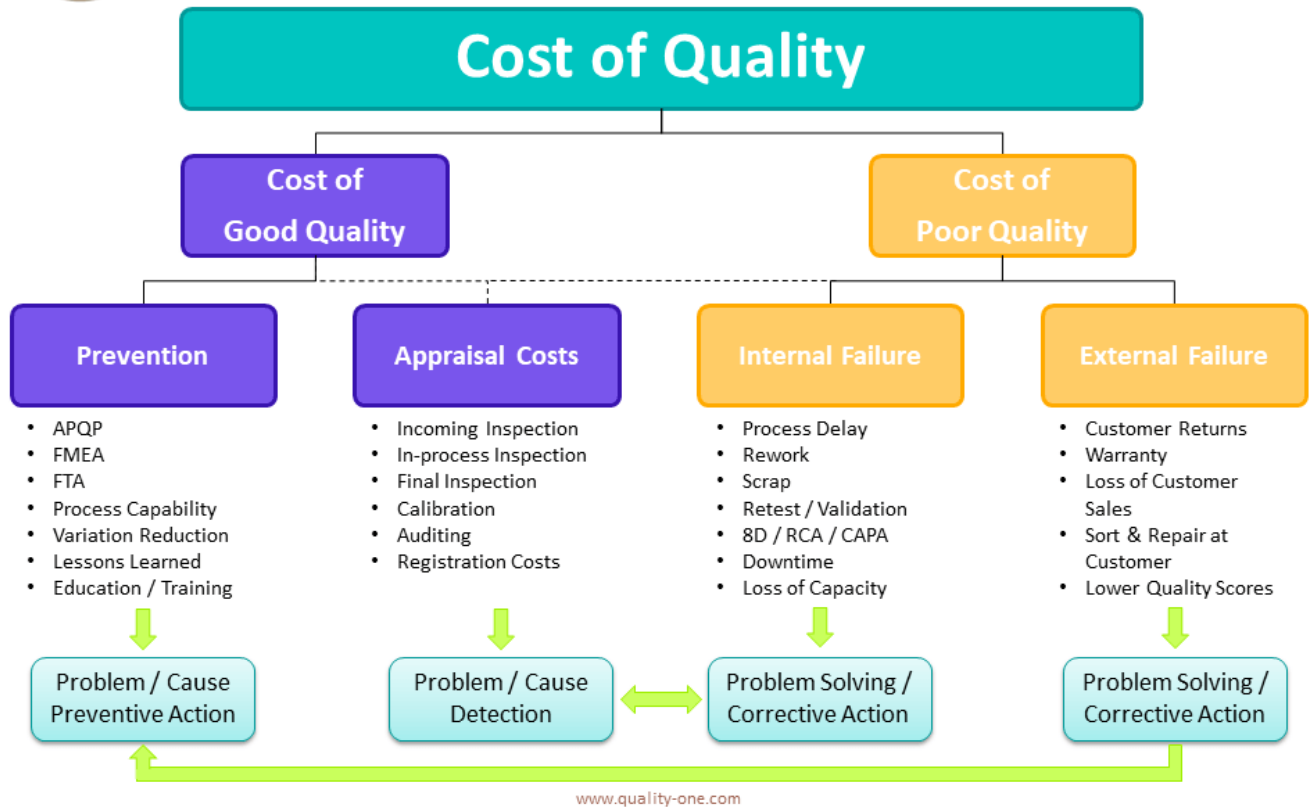 Cost of Quality
Cost of
Good Quality
Cost of
Poor Quality
Prevention
Appraisal Costs
Internal Failure
External Failure
• APQP
• FMEA
• FTA
• Process Capability
• Variation Reduction
• Lessons Learned
• Education / Training
• Incoming Inspection
• In-process Inspection
• Final Inspection
• Calibration
• Auditing
• Registration Costs
• Process Delay
• Rework
• Scrap
• Retest / Validation
• 8D / RCA / CAPA
• Downtime
• Loss of Capacity
• Customer Returns
• Warranty
• Loss of Customer
Sales
• Sort & Repair at
Customer
• Lower Quality Scores
Problem / Cause
Preventive Action
Problem / Cause
Detection
Problem Solving /
Corrective Action
Problem Solving /
Corrective Action
www.quality-one.com